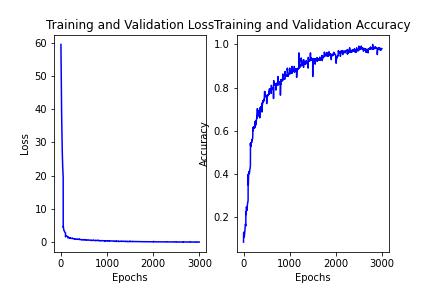 Training and Validation Loss
60
50
40
30
20
10
0
Loss
0 1000 2000 3000
Epochs
Training and Validation Accuracy
1.0
0.8
0.6
0.4
0.2
Accuracy
0 1000 2000 3000
Epochs